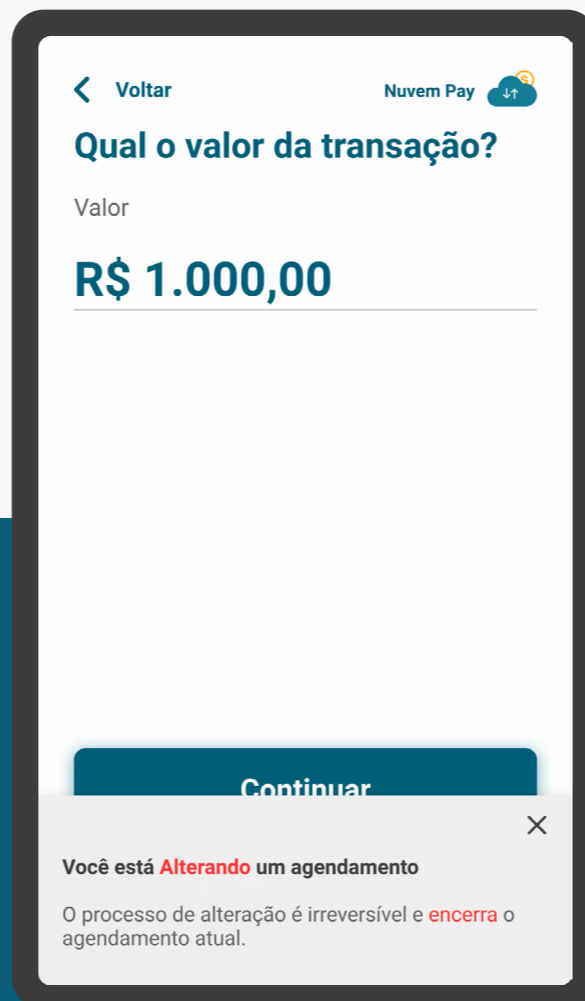 Voltar
Nuvem Pay
Qual o valor da transação?
Valor
R$ 1.000,00
Continuar
Você está Alterando um agendamento
O processo de alteração é irreversível e encerra o
agendamento atual.